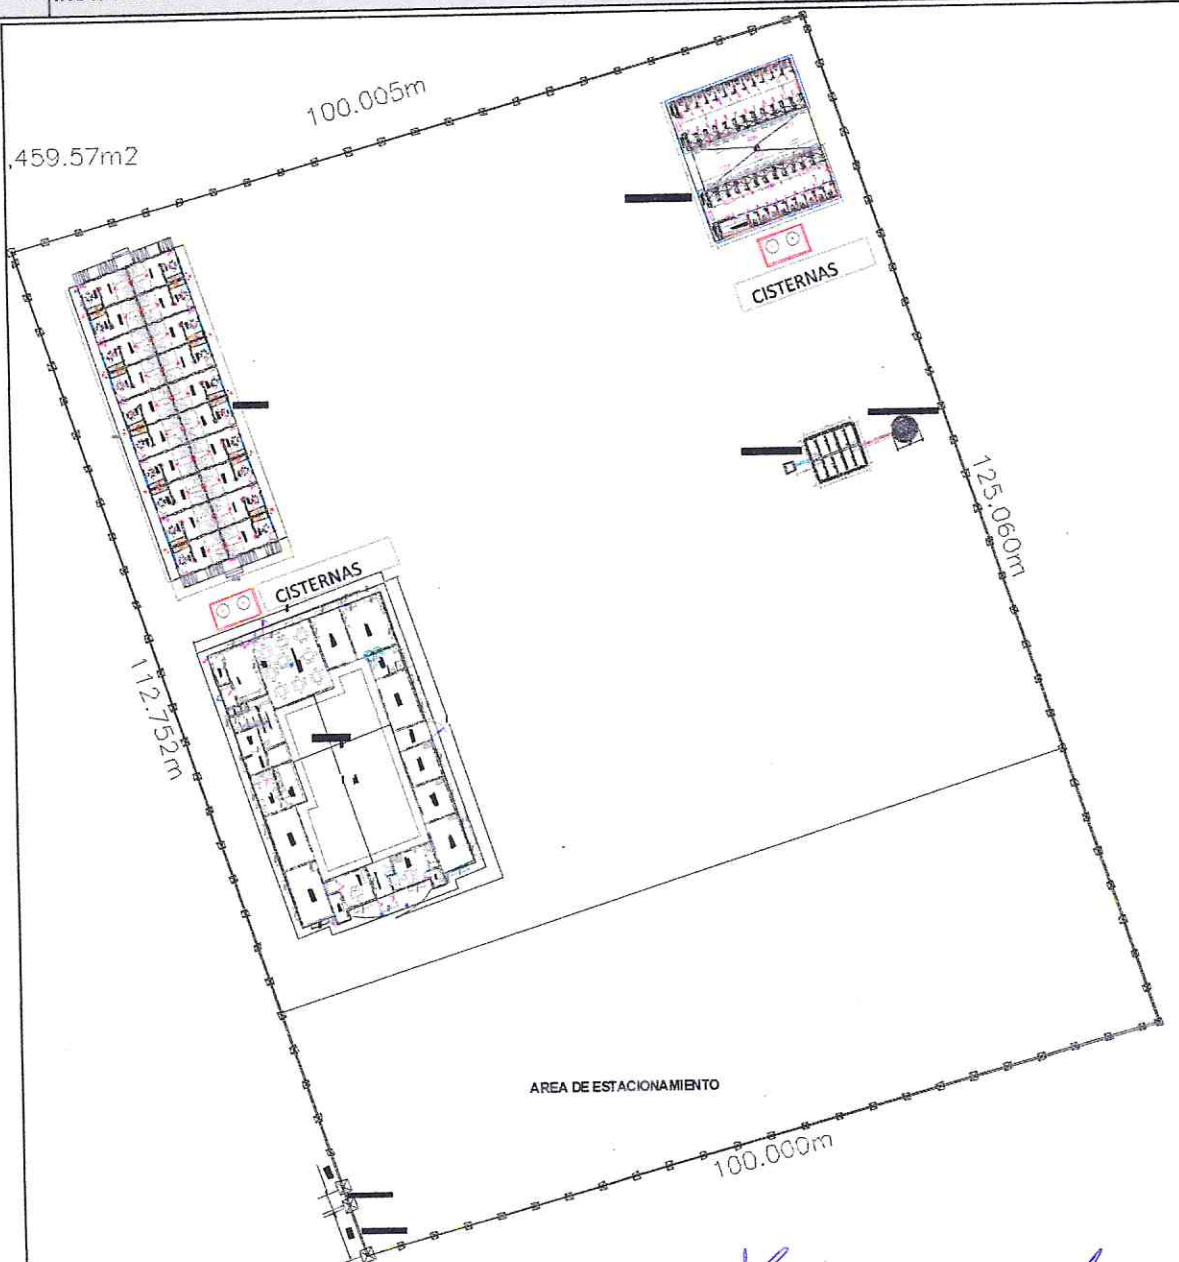 100.005m
,459.57m2
CISTERNAS
125.060m
CISTERNAS
112.752m
AREA DE ESTACIONAMIENTO
100.000m